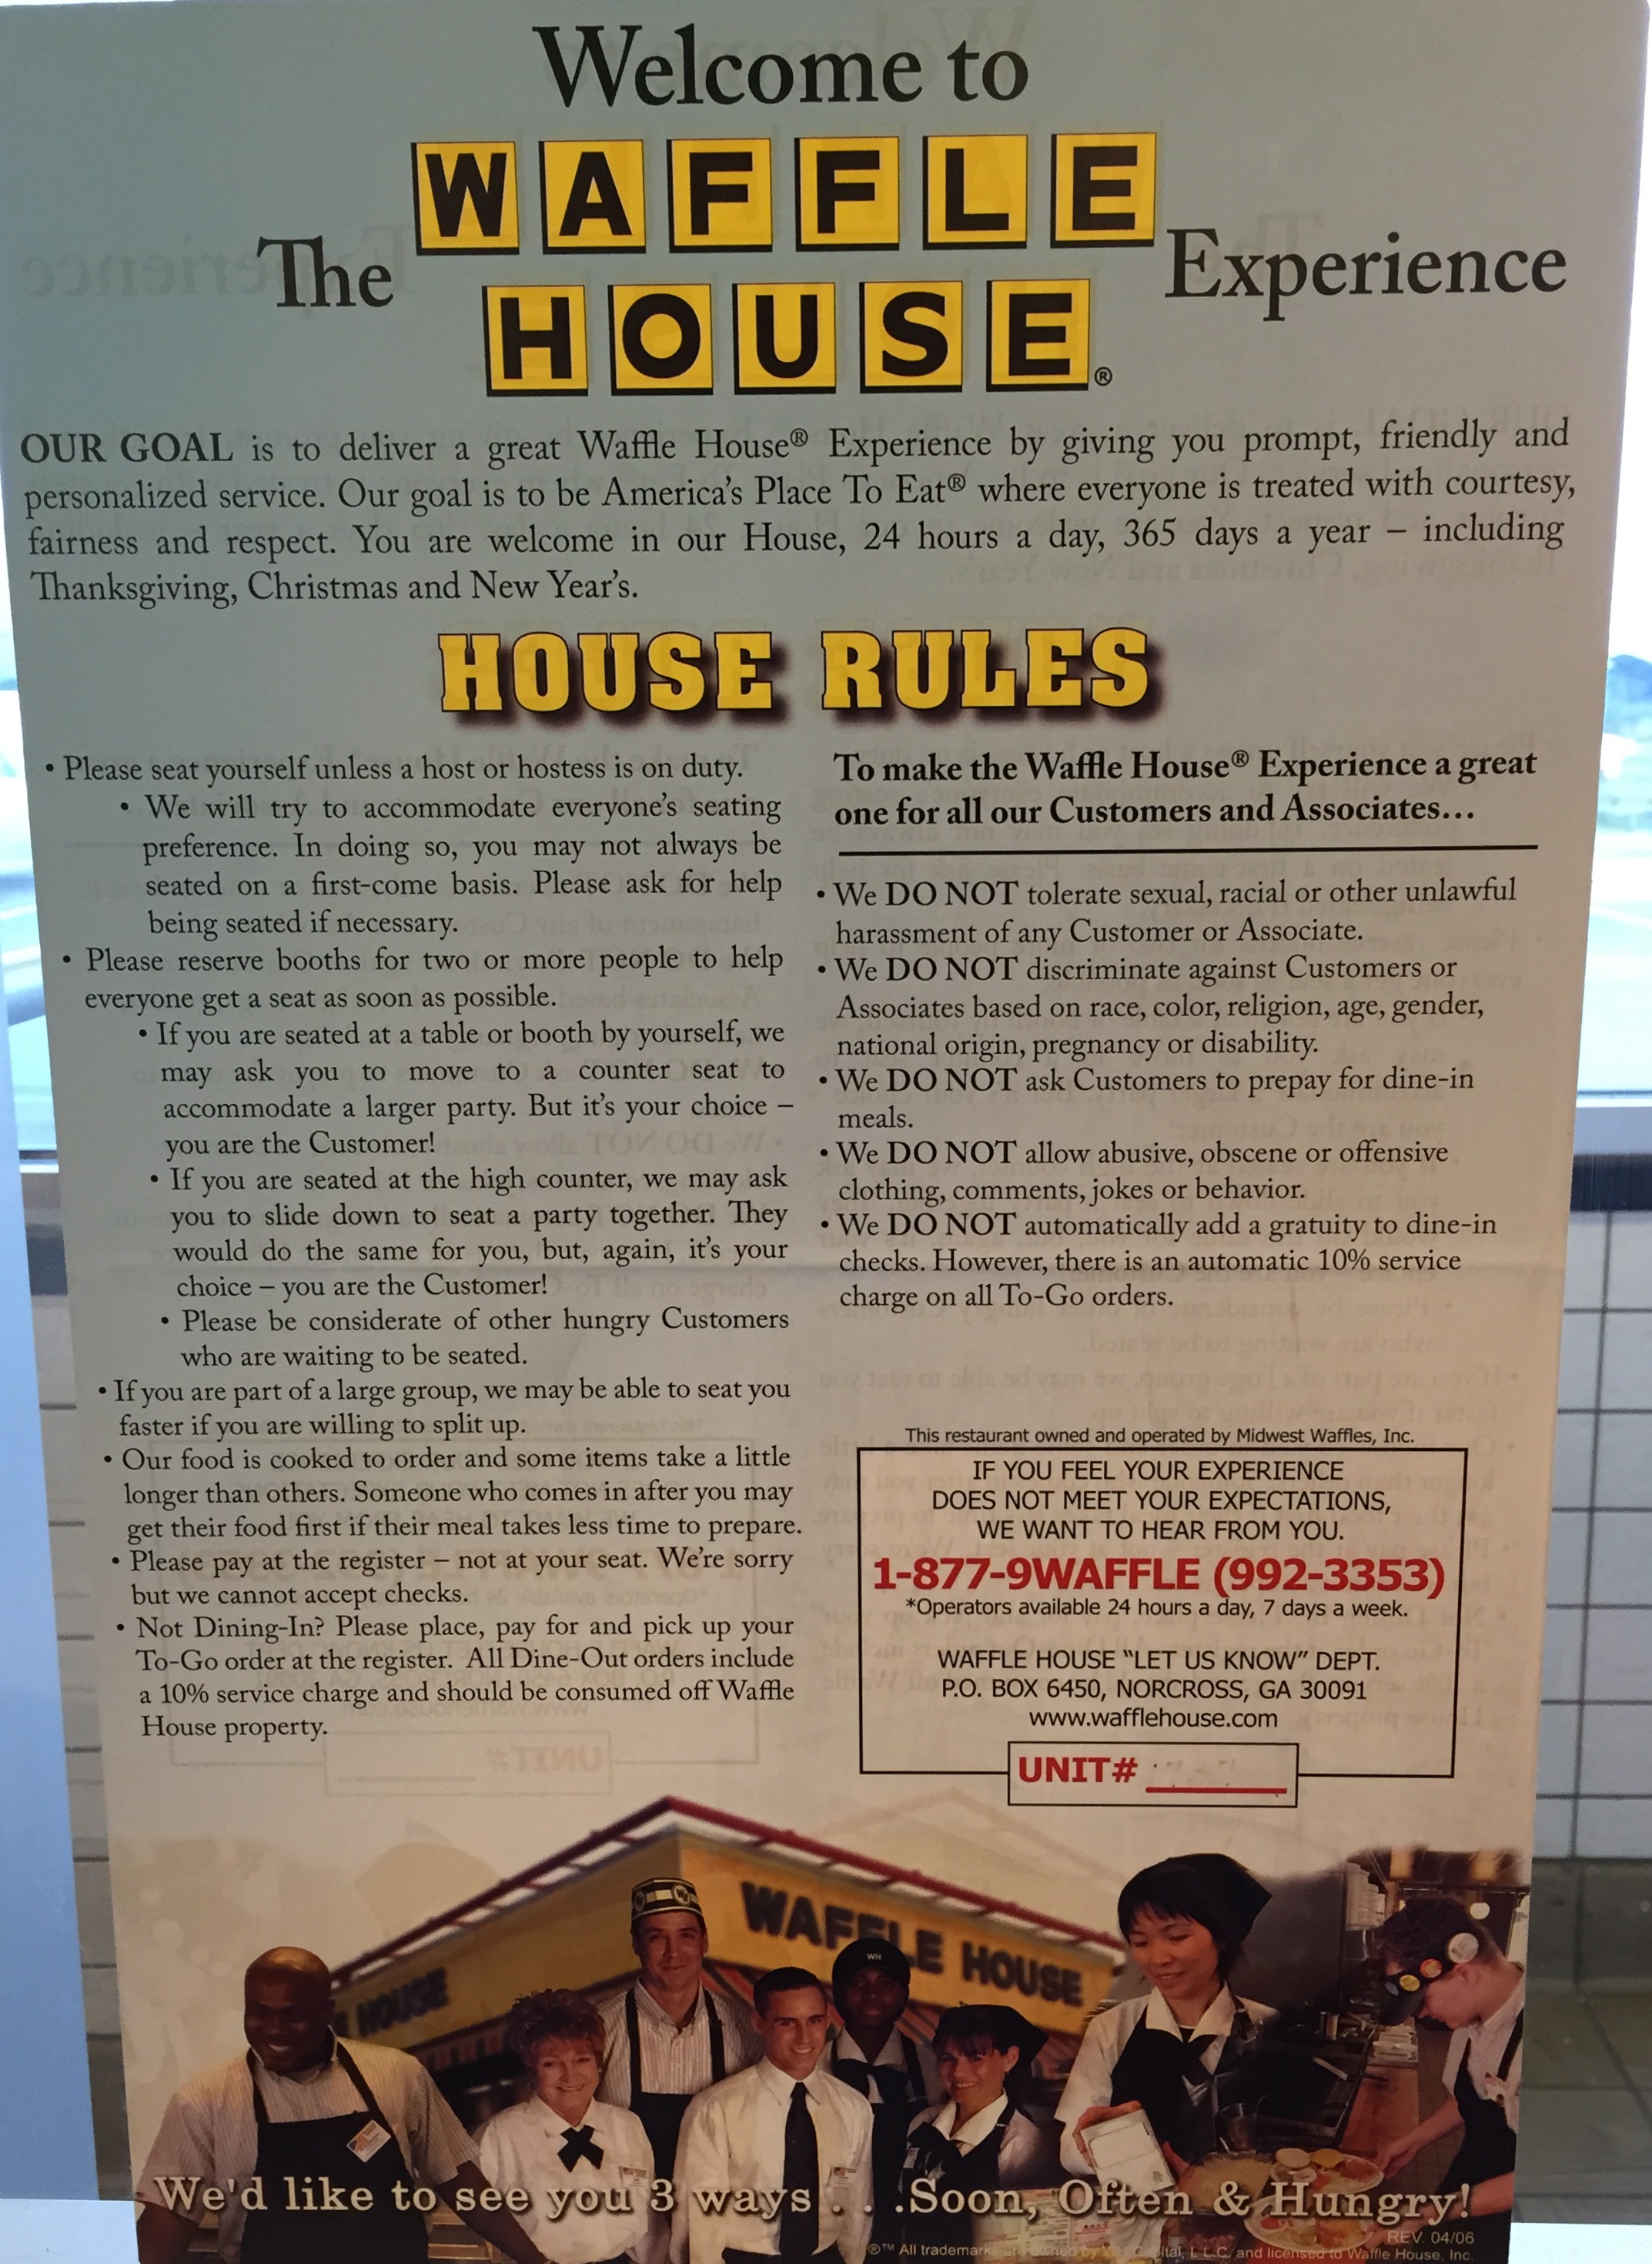 Welcome to
The WAFFLE HOUSE® Experience
OUR GOAL is to deliver a great Waffle House® Experience by giving you prompt, friendly and
personalized service. Our goal is to be America's Place To Eat® where everyone is treated with courtesy,
fairness and respect. You are welcome in our House, 24 hours a day, 365 days a year – including
Thanksgiving, Christmas and New Year's.
HOUSE RULES
• Please seat yourself unless a host or hostess is on duty.
• We will try to accommodate everyone's seating
preference. In doing so, you may not always be
seated on a first-come basis. Please ask for help
being seated if necessary.
• Please reserve booths for two or more people to help
everyone get a seat as soon as possible.
• If you are seated at a table or booth by yourself, we
may ask you to move to a counter seat to
accommodate a larger party. But it's your choice –
you are the Customer!
• If you are seated at the high counter, we may ask
you to slide down to seat a party together. They
would do the same for you, but, again, it's your
choice – you are the Customer!
• Please be considerate of other hungry Customers
who are waiting to be seated.
• If you are part of a large group, we may be able to seat you
faster if you are willing to split up.
• Our food is cooked to order and some items take a little
longer than others. Someone who comes in after you may
get their food first if their meal takes less time to prepare.
• Please pay at the register – not at your seat. We're sorry
but we cannot accept checks.
• Not Dining-In? Please place, pay for and pick up your
To-Go order at the register. All Dine-Out orders include
a 10% service charge and should be consumed off Waffle
House property.
To make the Waffle House® Experience a great
one for all our Customers and Associates...
• We DO NOT tolerate sexual, racial or other unlawful
harassment of any Customer or Associate.
• We DO NOT discriminate against Customers or
Associates based on race, color, religion, age, gender,
national origin, pregnancy or disability.
• We DO NOT ask Customers to prepay for dine-in
meals.
• We DO NOT allow abusive, obscene or offensive
clothing, comments, jokes or behavior.
• We DO NOT automatically add a gratuity to dine-in
checks. However, there is an automatic 10% service
charge on all To-Go orders.
This restaurant owned and operated by Midwest Waffles, Inc.
IF YOU FEEL YOUR EXPERIENCE
DOES NOT MEET YOUR EXPECTATIONS,
WE WANT TO HEAR FROM YOU.
1-877-9WAFFLE (992-3353)
*Operators available 24 hours a day, 7 days a week.
WAFFLE HOUSE "LET US KNOW" DEPT.
P.O. BOX 6450, NORCROSS, GA 30091
www.wafflehouse.com
UNIT#
WAFFLE HOUSE
HOUSE
WH
We'd like to see you 3 ways . . .Soon, Often & Hungry!
REV. 04/06
®™ All trademarks owned by Capital, L.L.C. and licensed to Waffle House, Inc.